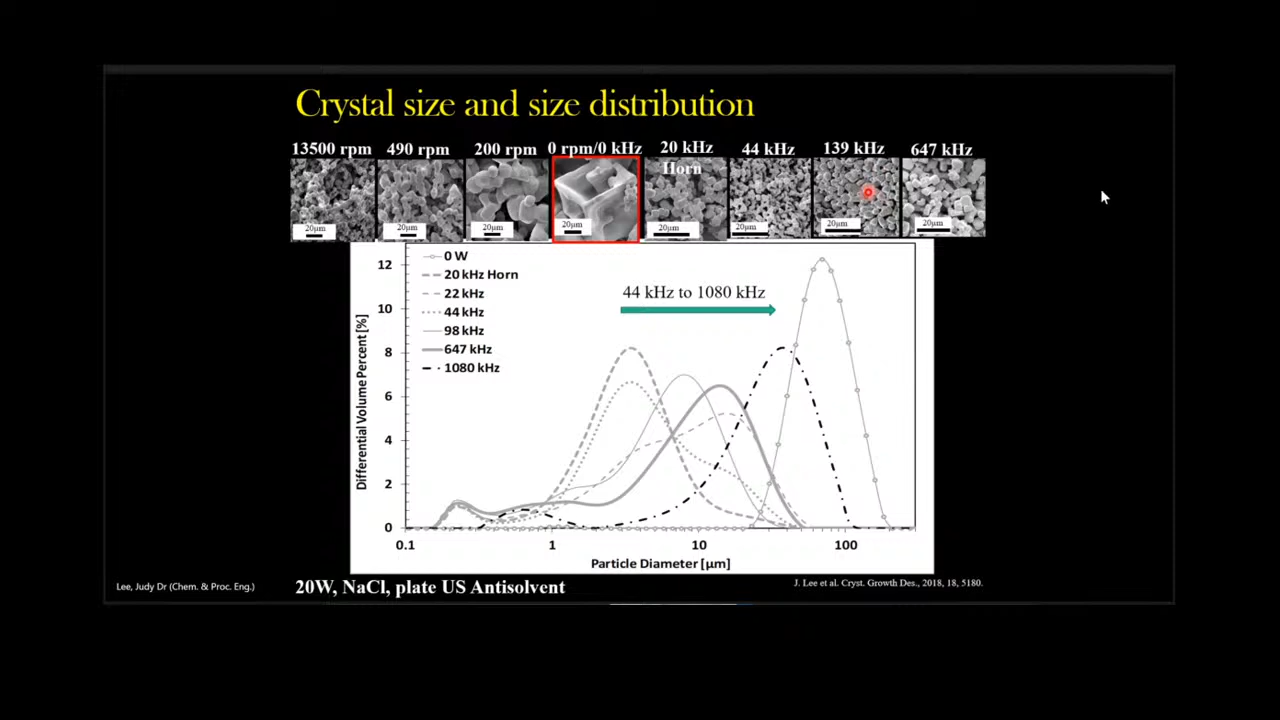 Crystal size and size distribution
13500 rpm 490 rpm 200 rpm 0 rpm/0 kHz 20 kHz Horn 44 kHz 139 kHz 647 kHz
20μm 20μm 20μm 20μm 20μm 20μm 20μm 20μm
0 W
20 kHz Horn
22 kHz
44 kHz
98 kHz
647 kHz
1080 kHz
44 kHz to 1080 kHz
Differential Volume Percent [%]
12
10
8
6
4
2
0
0.1 1 10 100
Particle Diameter [μm]
Lee, Judy Dr (Chem. & Proc. Eng.)
20W, NaCl, plate US Antisolvent
J. Lee et al. Cryst. Growth Des., 2018, 18, 5180.